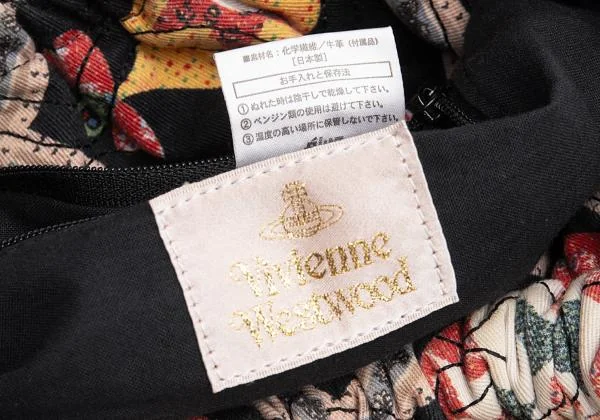 ■素材名：化学繊維／牛革（付属品）
［日本製］
お手入れと保存法
①ぬれた時は陰干しで乾燥して下さい。
②ベンジン類の使用は避けて下さい。
③温度の高い場所に保管しないで下さい。
Vivienne
Westwood